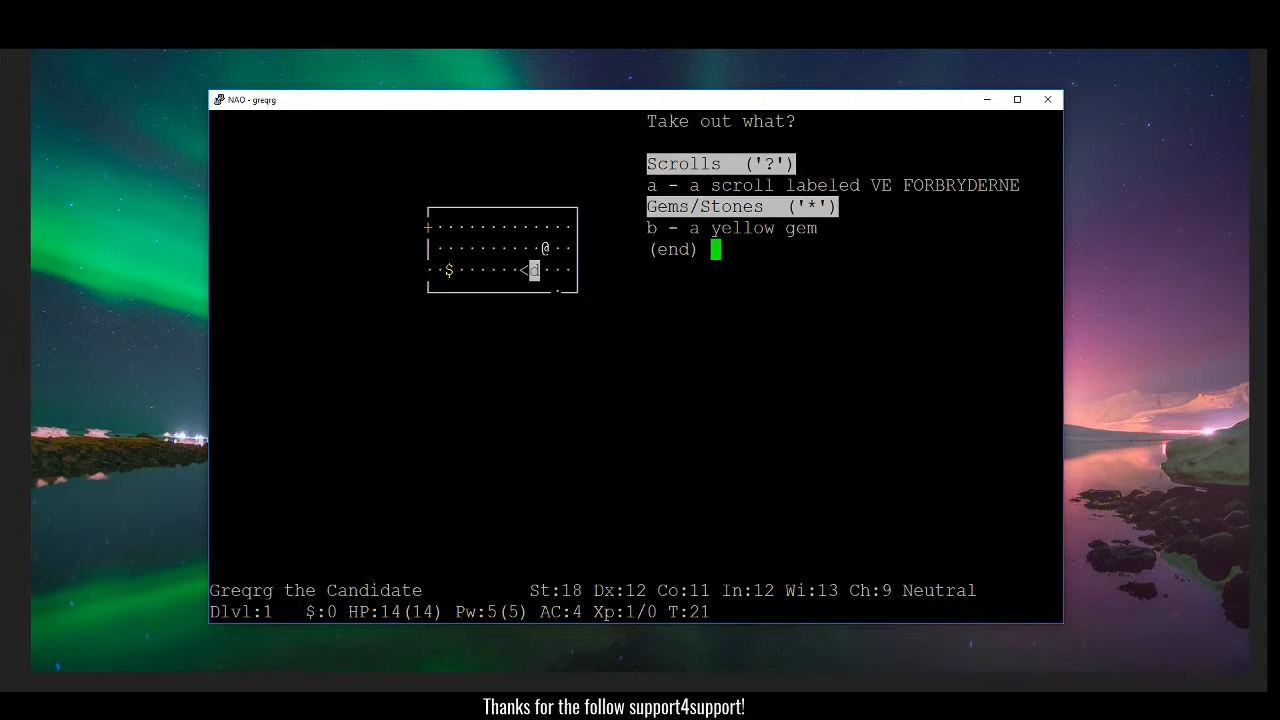 NAO - greqrg
Take out what?
Scrolls ('?')
a - a scroll labeled VE FORBRYDERNE
Gems/Stones ('*')
b - a yellow gem
(end)
+ · · · · · · · · · · ·
| · · · · · · · · · · @ · ·
· · $ · · · · · · < d · · ·
·
Greqrg the Candidate St:18 Dx:12 Co:11 In:12 Wi:13 Ch:9 Neutral
Dlvl:1 $:0 HP:14(14) Pw:5(5) AC:4 Xp:1/0 T:21
Thanks for the follow support4support!